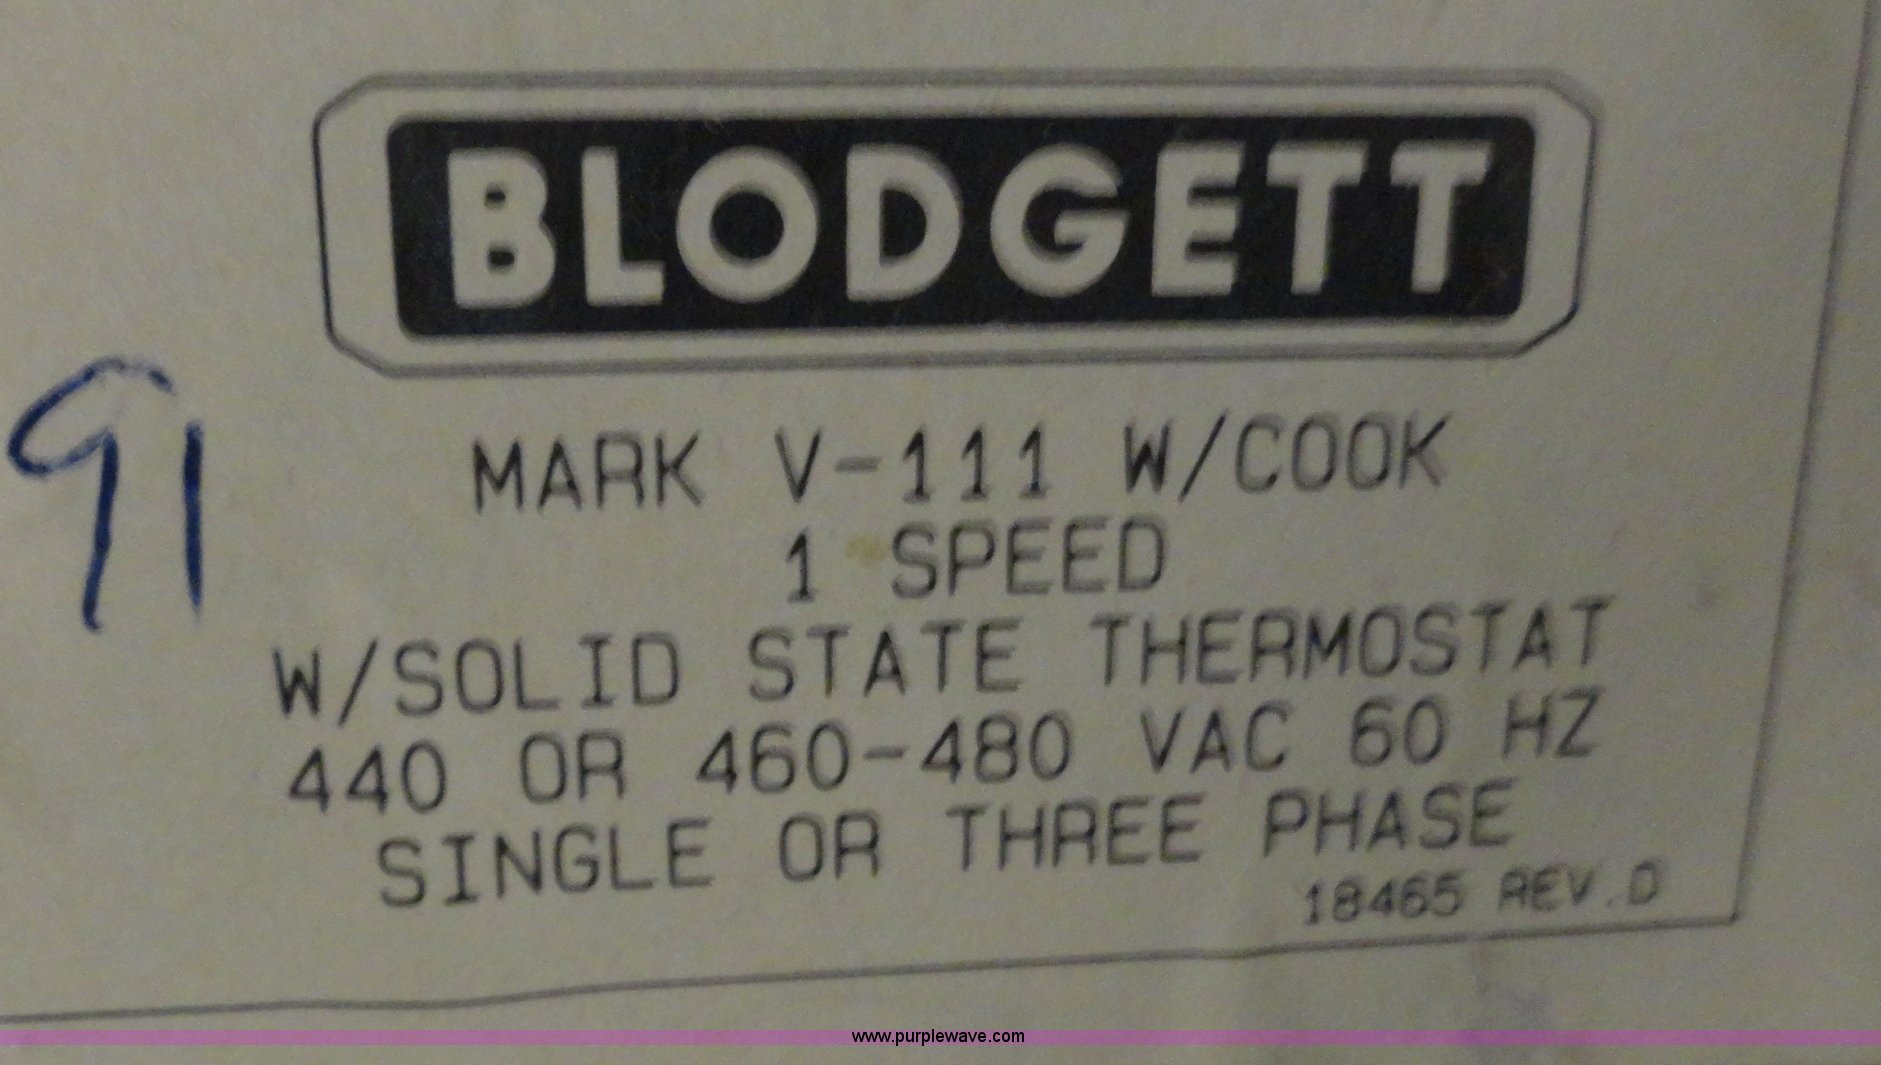 BLODGETT
91
MARK V-111 W/COOK
1 SPEED
W/SOLID STATE THERMOSTAT
440 OR 460-480 VAC 60 HZ
SINGLE OR THREE PHASE
18465 REV.D
www.purplewave.com